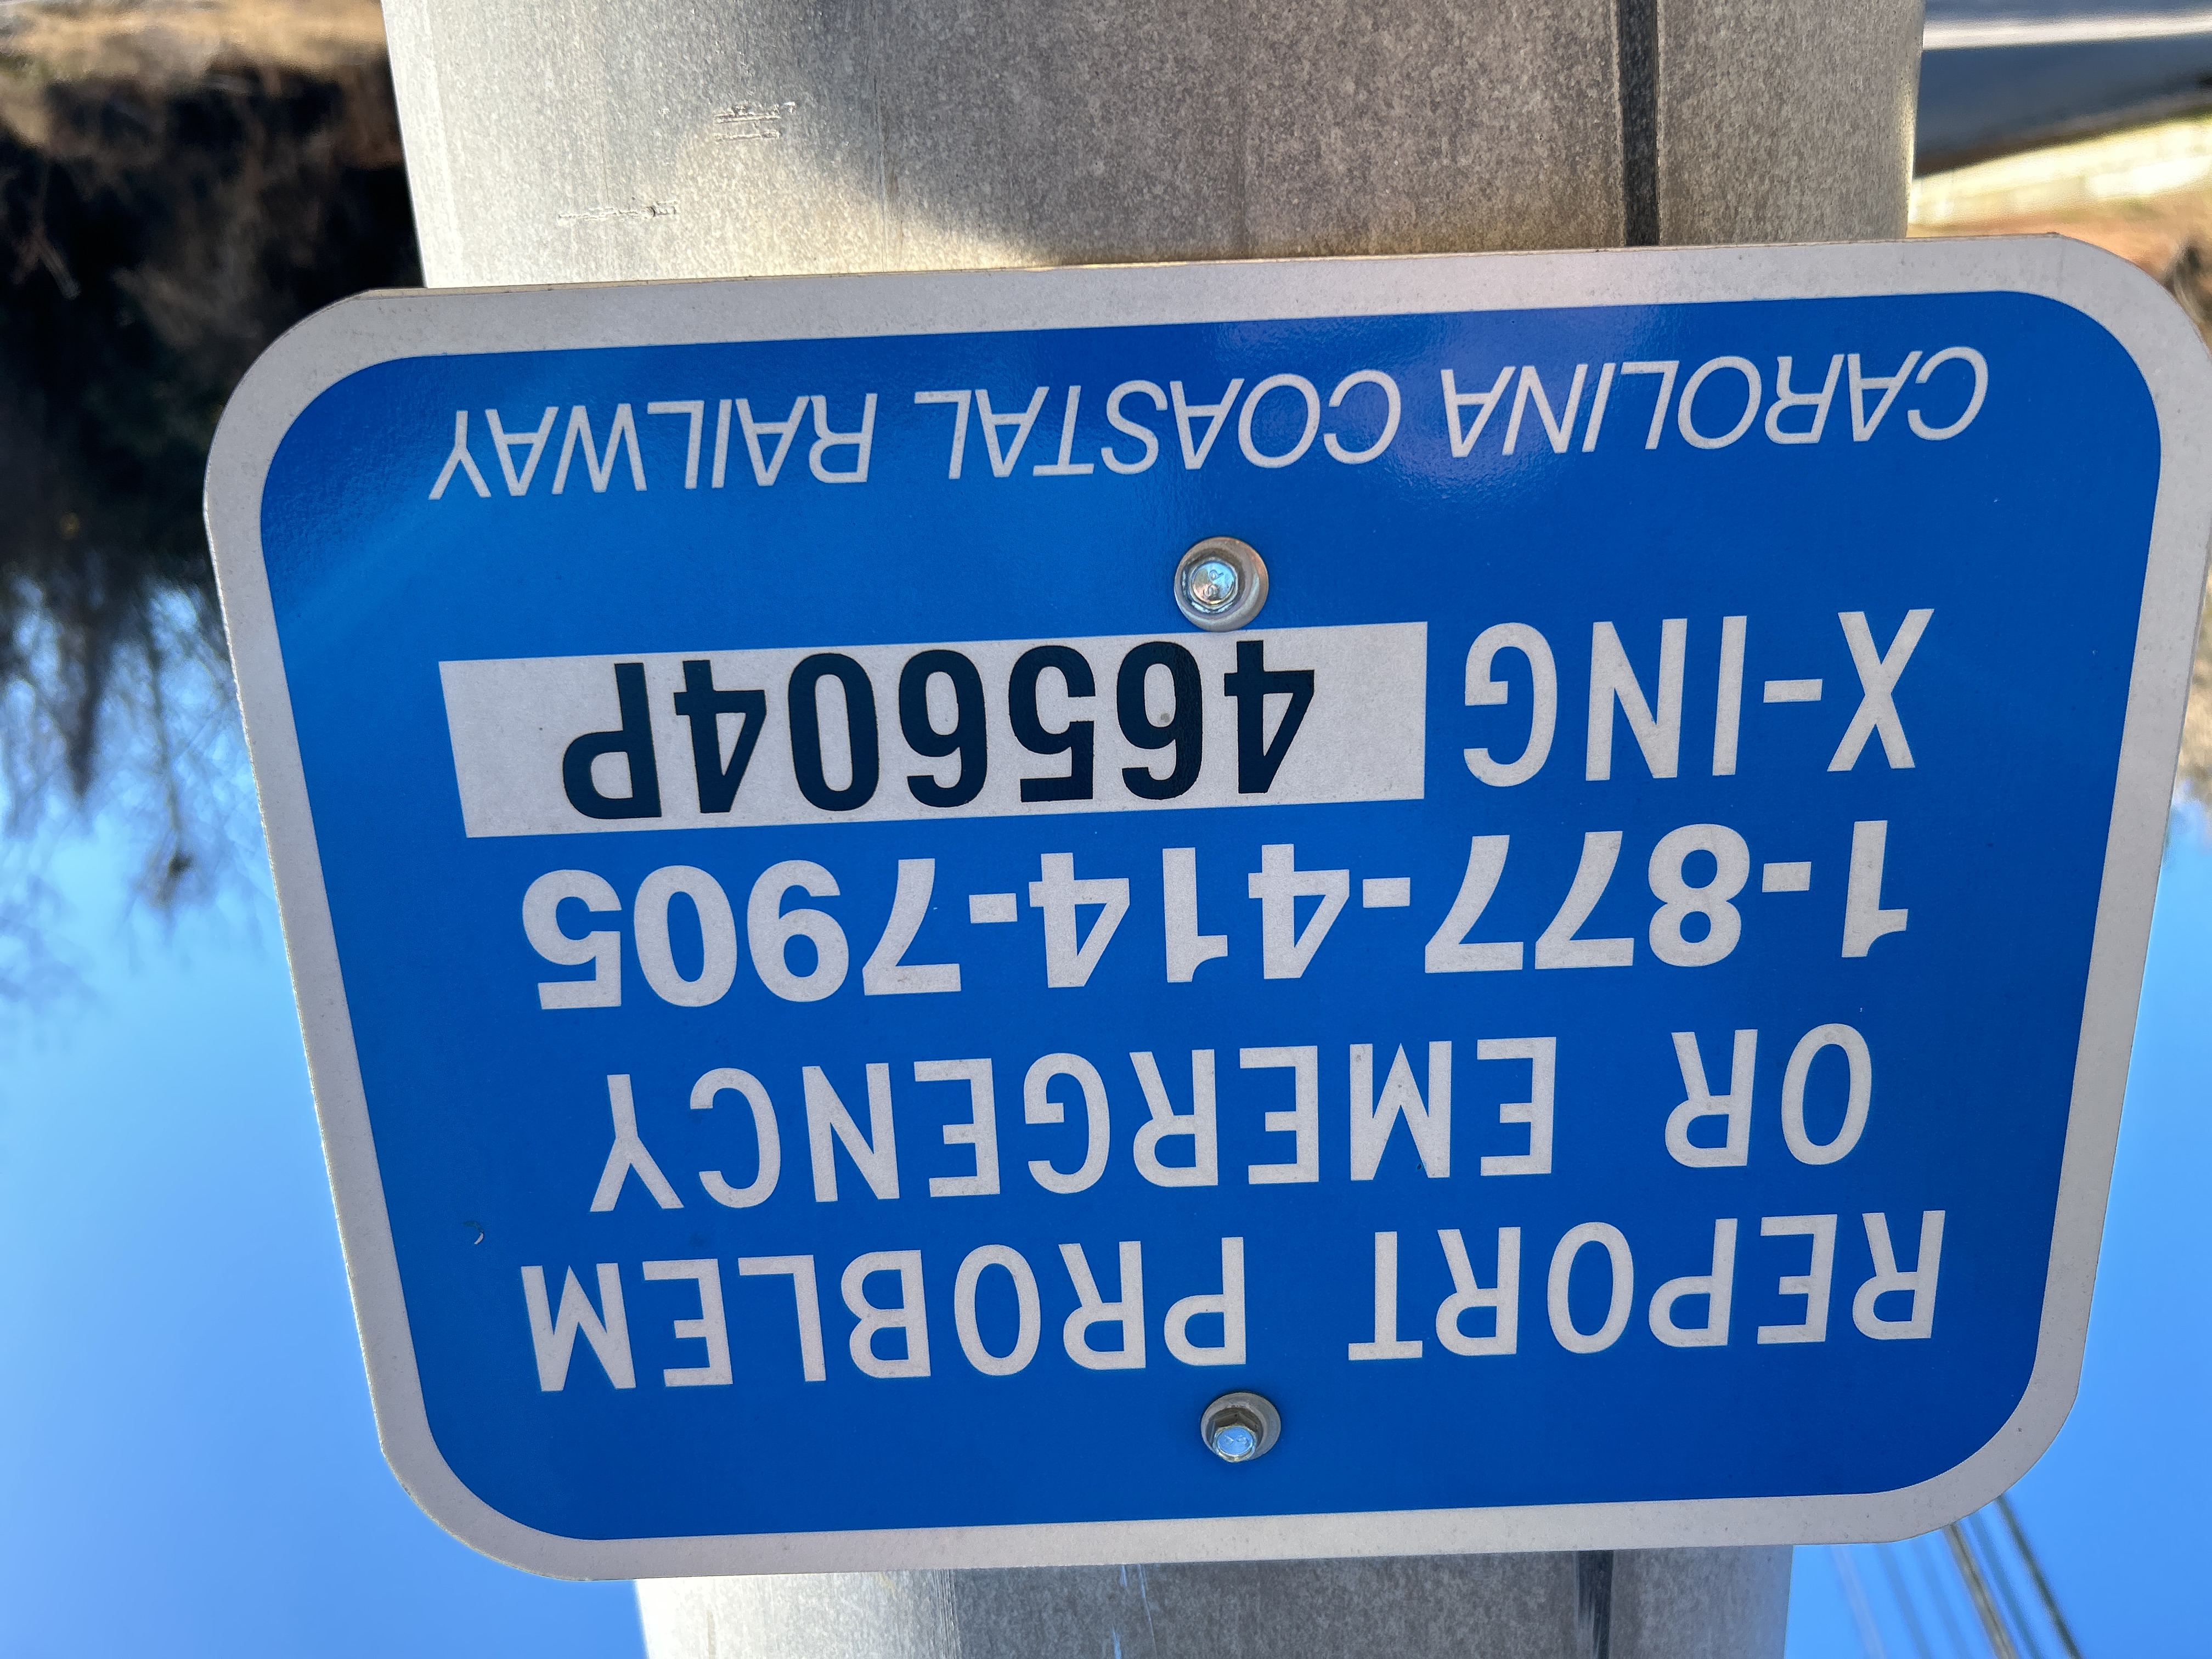 REPORT PROBLEM
OR EMERGENCY
1-877-414-7905
X-ING 465604P
CAROLINA COASTAL RAILWAY